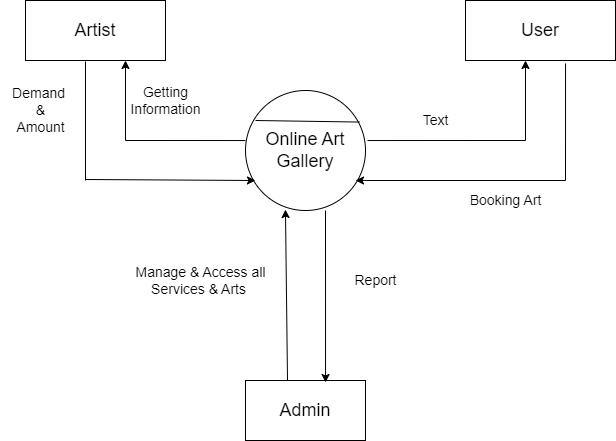 Artist
User
Demand
&
Amount
Getting
Information
Online Art
Gallery
Text
Booking Art
Manage & Access all
Services & Arts
Report
Admin